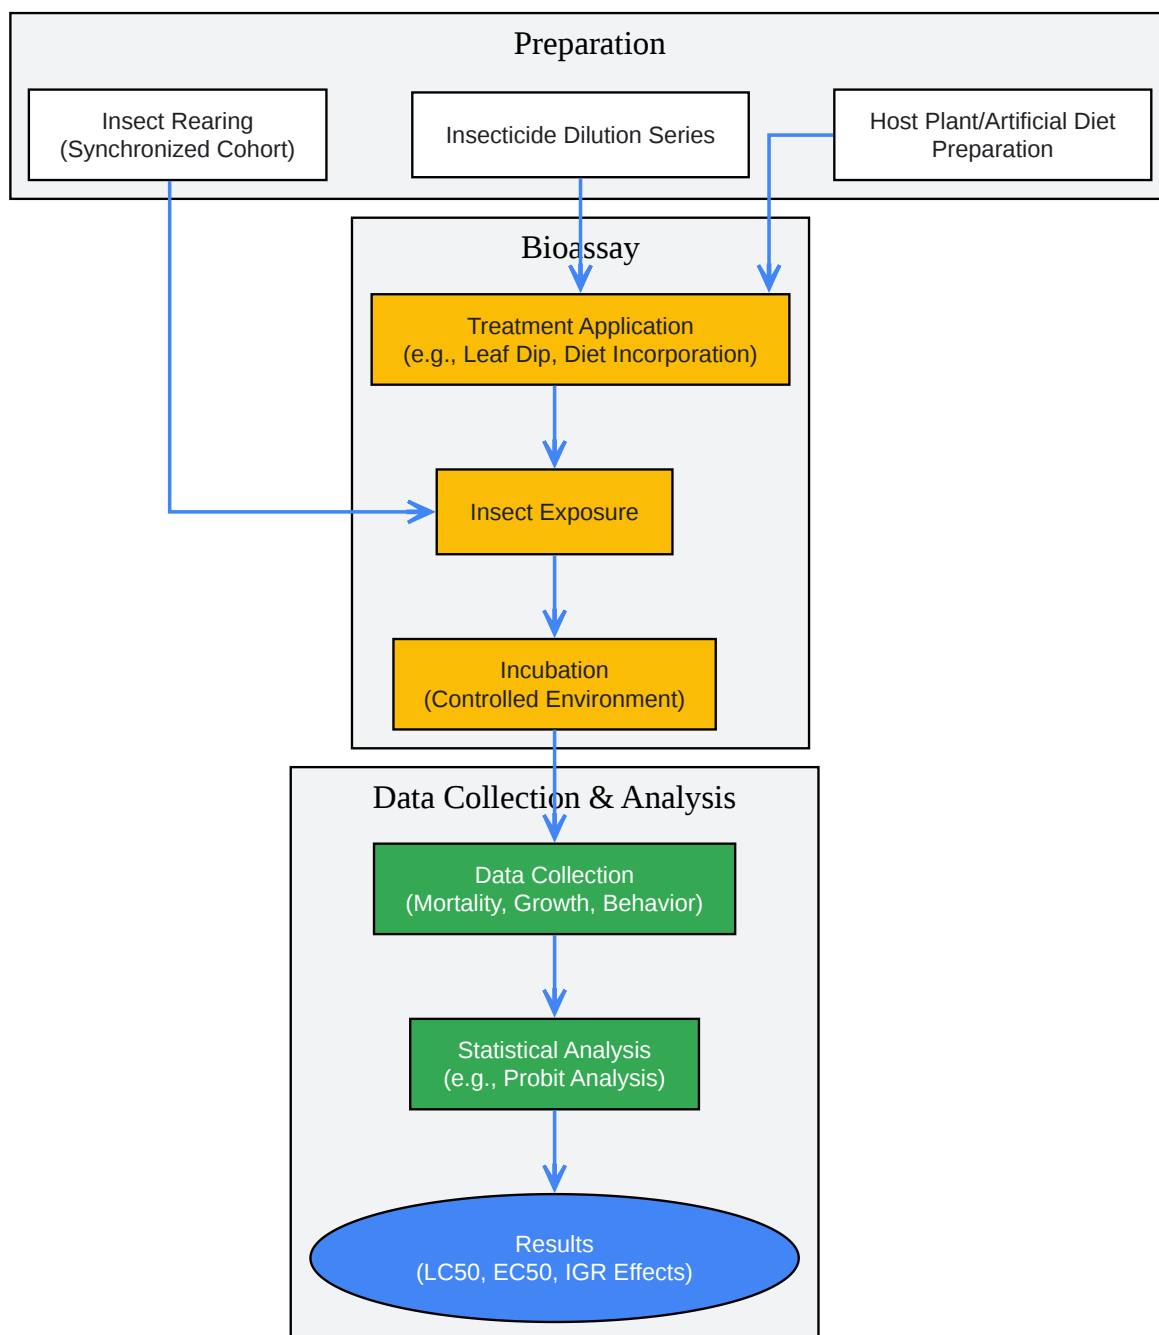 Preparation
Insect Rearing
(Synchronized Cohort)
Insecticide Dilution Series
Host Plant/Artificial Diet
Preparation
Bioassay
Treatment Application
(e.g., Leaf Dip, Diet Incorporation)
Insect Exposure
Incubation
(Controlled Environment)
Data Collection & Analysis
Data Collection
(Mortality, Growth, Behavior)
Statistical Analysis
(e.g., Probit Analysis)
Results
(LC50, EC50, IGR Effects)